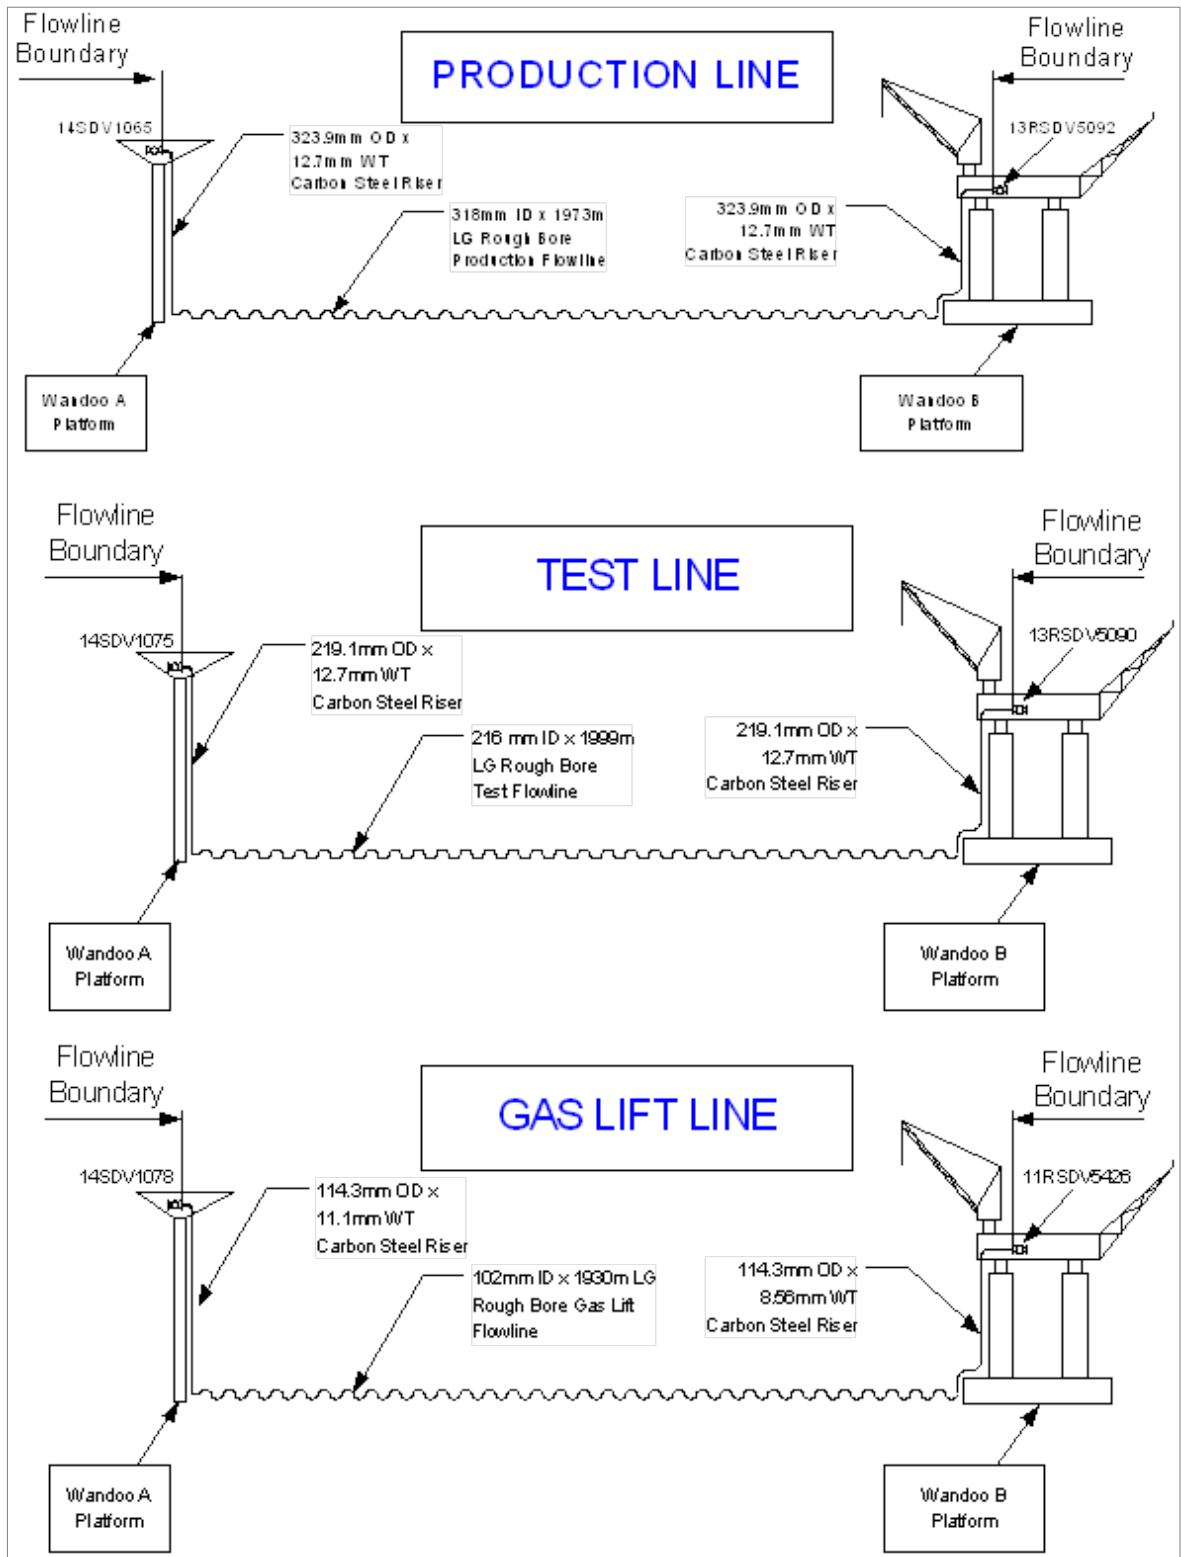 Flowline
Boundary
PRODUCTION LINE
Flowline
Boundary
14SDV1065
323.9mm OD x
12.7mm WT
Carbon Steel Riser
13RSDV5092
318mm ID x 1973m
LG Rough Bore
Production Flowline
323.9mm OD x
12.7mm WT
Carbon Steel Riser
Wandoo A
Platform
Wandoo B
Platform
Flowline
Boundary
TEST LINE
Flowline
Boundary
14SDV1075
219.1mm OD x
12.7mm WT
Carbon Steel Riser
13RSDV5090
216 mm ID x 1999m
LG Rough Bore
Test Flowline
219.1mm OD x
12.7mm WT
Carbon Steel Riser
Wandoo A
Platform
Wandoo B
Platform
Flowline
Boundary
GAS LIFT LINE
Flowline
Boundary
14SDV1078
114.3mm OD x
11.1mm WT
Carbon Steel Riser
11RSDV5426
102mm ID x 1930m LG
Rough Bore Gas Lift
Flowline
114.3mm OD x
8.56mm WT
Carbon Steel Riser
Wandoo A
Platform
Wandoo B
Platform